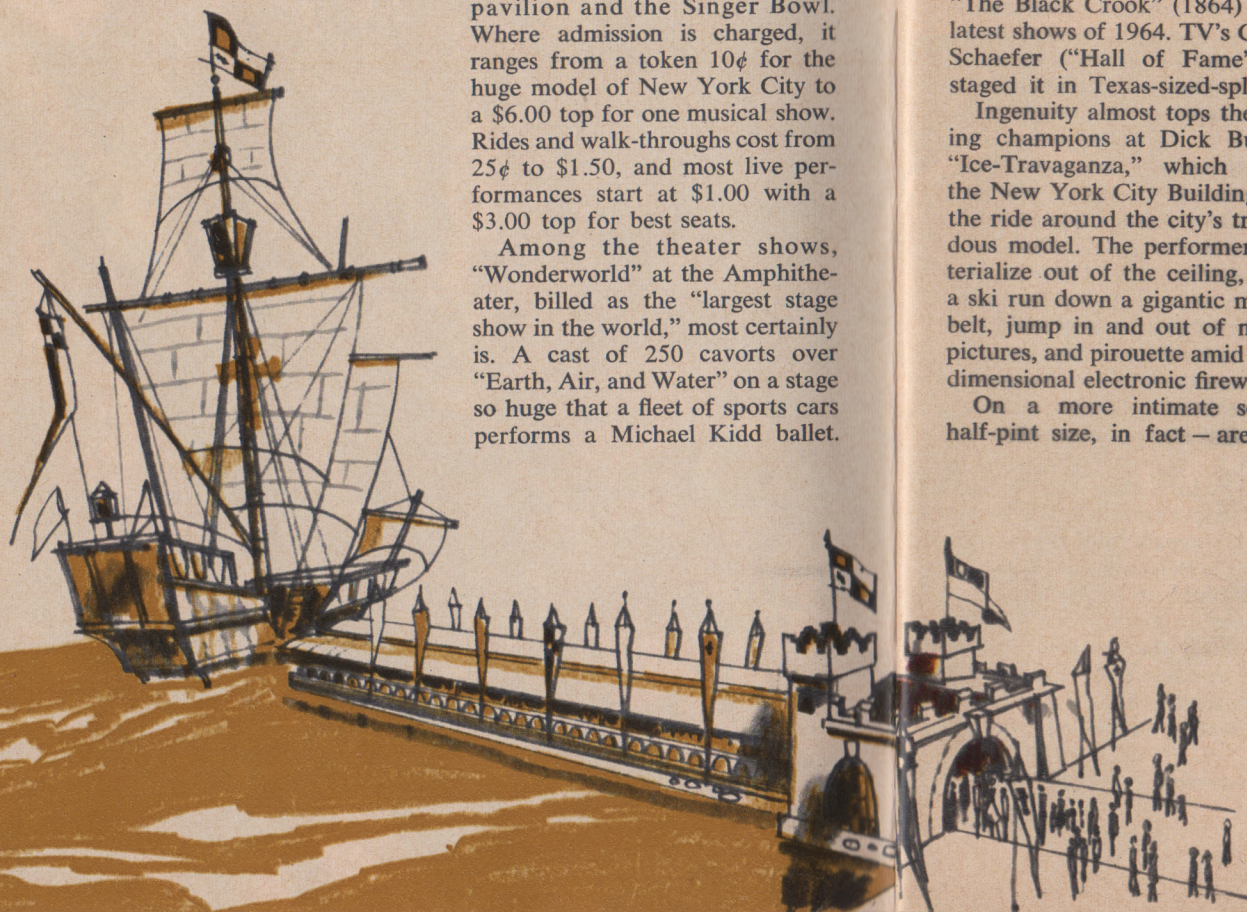 pavilion and the Singer Bowl.
Where admission is charged, it
ranges from a token 10¢ for the
huge model of New York City to
a $6.00 top for one musical show.
Rides and walk-throughs cost from
25¢ to $1.50, and most live per-
formances start at $1.00 with a
$3.00 top for best seats.
Among the theater shows,
“Wonderworld” at the Amphithe-
ater, billed as the “largest stage
show in the world,” most certainly
is. A cast of 250 cavorts over
“Earth, Air, and Water” on a stage
so huge that a fleet of sports cars
performs a Michael Kidd ballet.
“The Black Crook” (1864)
latest shows of 1964. TV’s
Schaefer (“Hall of Fame”
staged it in Texas-sized-spl
Ingenuity almost tops the
ing champions at Dick Bu
“Ice-Travaganza,” which
the New York City Building
the ride around the city’s tr
dous model. The performer
terialize out of the ceiling,
a ski run down a gigantic m
belt, jump in and out of m
pictures, and pirouette amid
dimensional electronic firew
On a more intimate s
half-pint size, in fact — are